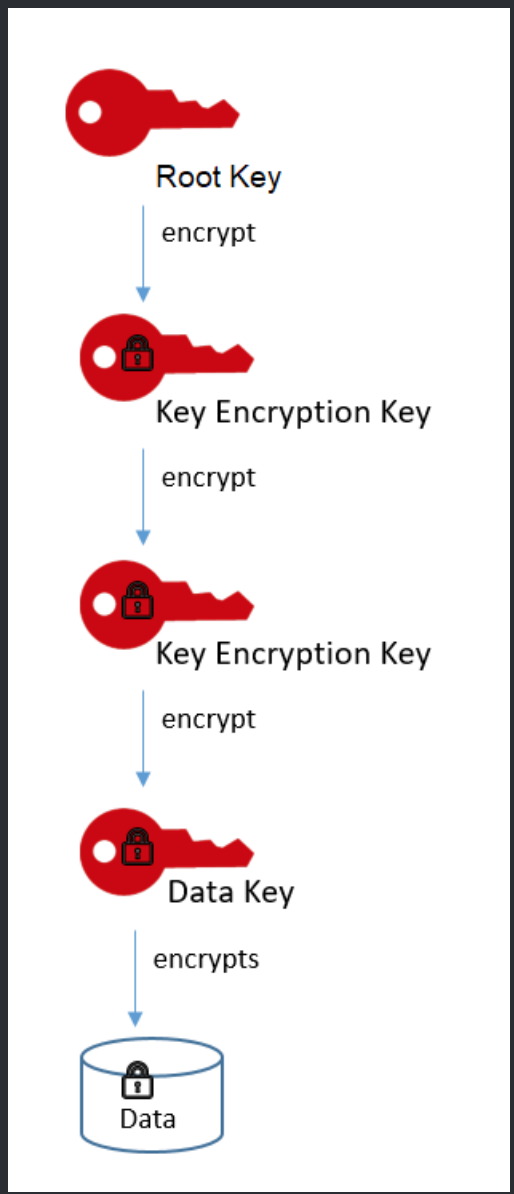 Root Key
encrypt
Key Encryption Key
encrypt
Key Encryption Key
encrypt
Data Key
encrypts
Data